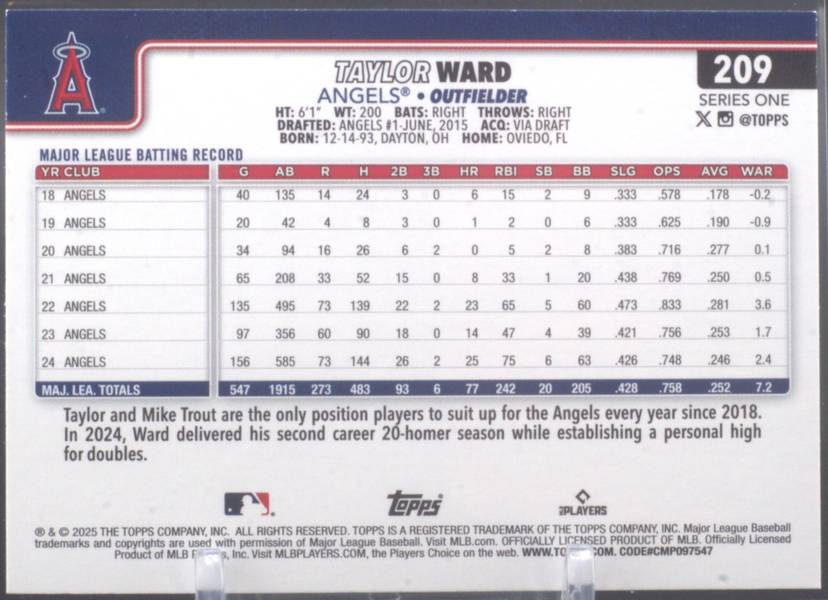 A
TAYLOR WARD
209
ANGELS® • OUTFIELDER
SERIES ONE
HT: 6'1" WT: 200 BATS: RIGHT THROWS: RIGHT
X @TOPPS
DRAFTED: ANGELS #1-JUNE, 2015 ACQ: VIA DRAFT
BORN: 12-14-93, DAYTON, OH HOME: OVIEDO, FL
MAJOR LEAGUE BATTING RECORD
YR CLUB G AB R H 2B 3B HR RBI SB BB SLG OPS AVG WAR
18 ANGELS 40 135 14 24 3 0 6 15 2 9 .333 .578 .178 -0.2
19 ANGELS 20 42 4 8 3 0 1 2 0 6 .333 .625 .190 -0.9
20 ANGELS 34 94 16 26 6 2 0 5 2 8 .383 .716 .277 0.1
21 ANGELS 65 208 33 52 15 0 8 33 1 20 .438 .769 .250 0.5
22 ANGELS 135 495 73 139 22 2 23 65 5 60 .473 .833 .281 3.6
23 ANGELS 97 356 60 90 18 0 14 47 4 39 .421 .756 .253 1.7
24 ANGELS 156 585 73 144 26 2 25 75 6 63 .426 .748 .246 2.4
MAJ. LEA. TOTALS 547 1915 273 483 93 6 77 242 20 205 .428 .758 .252 7.2
Taylor and Mike Trout are the only position players to suit up for the Angels every year since 2018.
In 2024, Ward delivered his second career 20-homer season while establishing a personal high
for doubles.
topps
PLAYERS
® & © 2025 THE TOPPS COMPANY, INC. ALL RIGHTS RESERVED. TOPPS IS A REGISTERED TRADEMARK OF THE TOPPS COMPANY, INC. Major League Baseball
trademarks and copyrights are used with permission of Major League Baseball. Visit MLB.com. OFFICIALLY LICENSED PRODUCT OF MLB. Officially Licensed
Product of MLB Inc. Visit MLBPLAYERS.COM, the Players Choice on the web. .COM. CODE#CMP097547